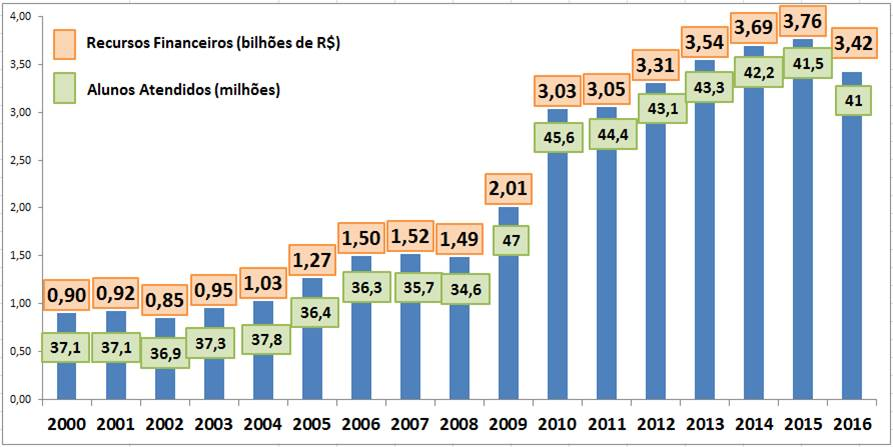 4,00
3,50
3,00
2,50
2,00
1,50
1,00
0,50
0,00
Recursos Financeiros (bilhões de R$)
Alunos Atendidos (milhões)
0,90 0,92 0,85 0,95 1,03 1,27 1,50 1,52 1,49 2,01 3,03 3,05 3,31 3,54 3,69 3,76 3,42
37,1 37,1 36,9 37,3 37,8 36,4 36,3 35,7 34,6 47 45,6 44,4 43,1 43,3 42,2 41,5 41
2000 2001 2002 2003 2004 2005 2006 2007 2008 2009 2010 2011 2012 2013 2014 2015 2016